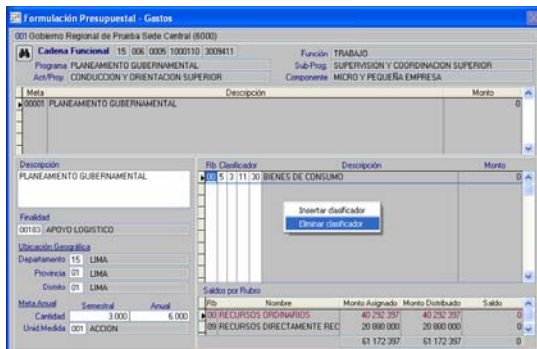 Formulación Presupuestal - Gastos
001 Gobierno Regional de Prueba Sede Central (6000)
Cadena Funcional 15 006 0005 1000110 3009411 Función TRABAJO
Programa PLANEAMIENTO GUBERNAMENTAL Sub-Prog. SUPERVISION Y COORDINACION SUPERIOR
Act/Proy. CONDUCCION Y ORIENTACION SUPERIOR Componente MICRO Y PEQUEÑA EMPRESA
Meta Descripción Monto
00001 PLANEAMIENTO GUBERNAMENTAL 0
Descripción
PLANEAMIENTO GUBERNAMENTAL
Rb Clasificador Descripción Monto
00 5 3 11 30 BIENES DE CONSUMO 0
Insertar clasificador
Eliminar clasificador
Finalidad
00183 APOYO LOGISTICO
Ubicación Geográfica
Departamento 15 LIMA
Provincia 01 LIMA
Distrito 01 LIMA
Meta Anual Semestral Anual
Cantidad 3.000 6.000
Unid.Medida 001 ACCION
Saldos por Rubro
Rb Nombre Monto Asignado Monto Distribuido Saldo
00 RECURSOS ORDINARIOS 40 292 397 40 292 397 0
09 RECURSOS DIRECTAMENTE REC 20 880 000 20 880 000 0
61 172 397 61 172 397 0